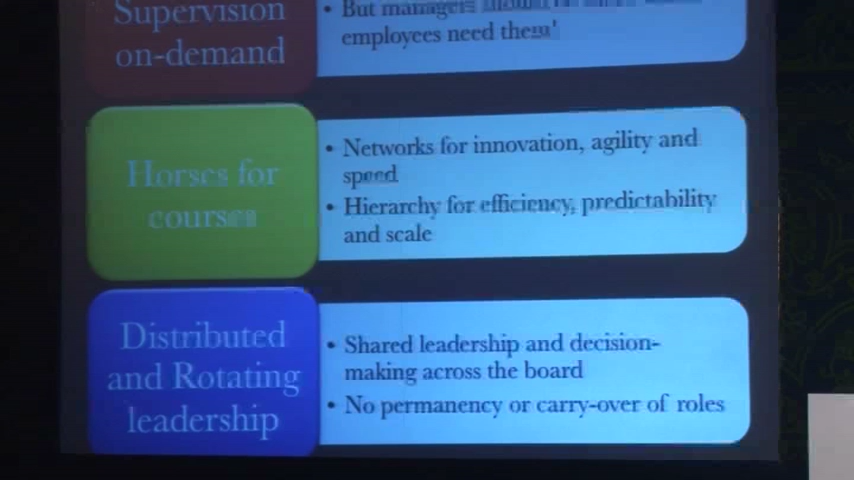 Supervision
on-demand
• But managers
employees need them'
Horses for
courses
• Networks for innovation, agility and
speed
• Hierarchy for efficiency, predictability
and scale
Distributed
and Rotating
leadership
• Shared leadership and decision-
making across the board
• No permanency or carry-over of roles